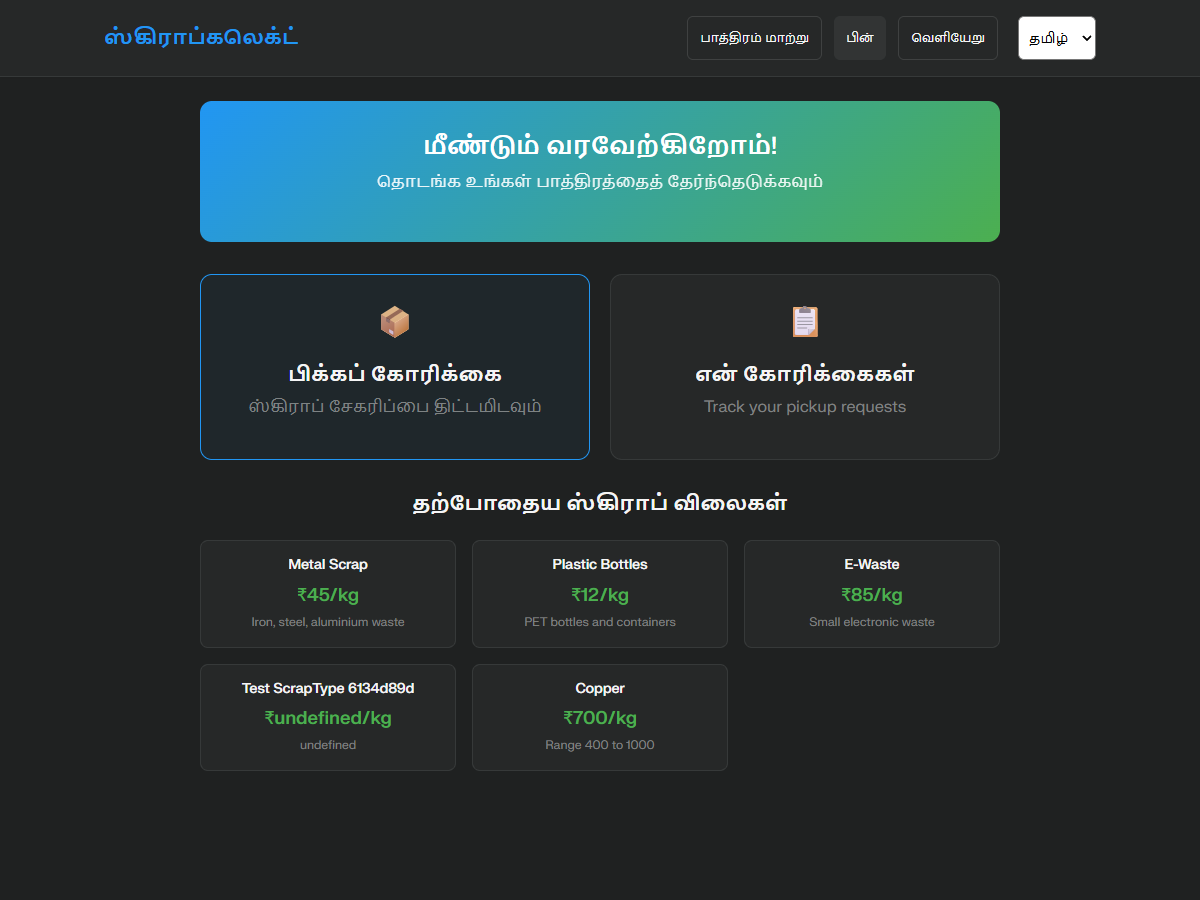 ஸ்கிராப்கலெக்ட்
பாத்திரம் மாற்று
பின்
வெளியேறு
தமிழ்
மீண்டும் வரவேற்கிறோம்!
தொடங்க உங்கள் பாத்திரத்தைத் தேர்ந்தெடுக்கவும்
பிக்கப் கோரிக்கை
ஸ்கிராப் சேகரிப்பை திட்டமிடவும்
என் கோரிக்கைகள்
Track your pickup requests
தற்போதைய ஸ்கிராப் விலைகள்
Metal Scrap
₹45/kg
Iron, steel, aluminium waste
Plastic Bottles
₹12/kg
PET bottles and containers
E-Waste
₹85/kg
Small electronic waste
Test ScrapType 6134d89d
₹undefined/kg
undefined
Copper
₹700/kg
Range 400 to 1000